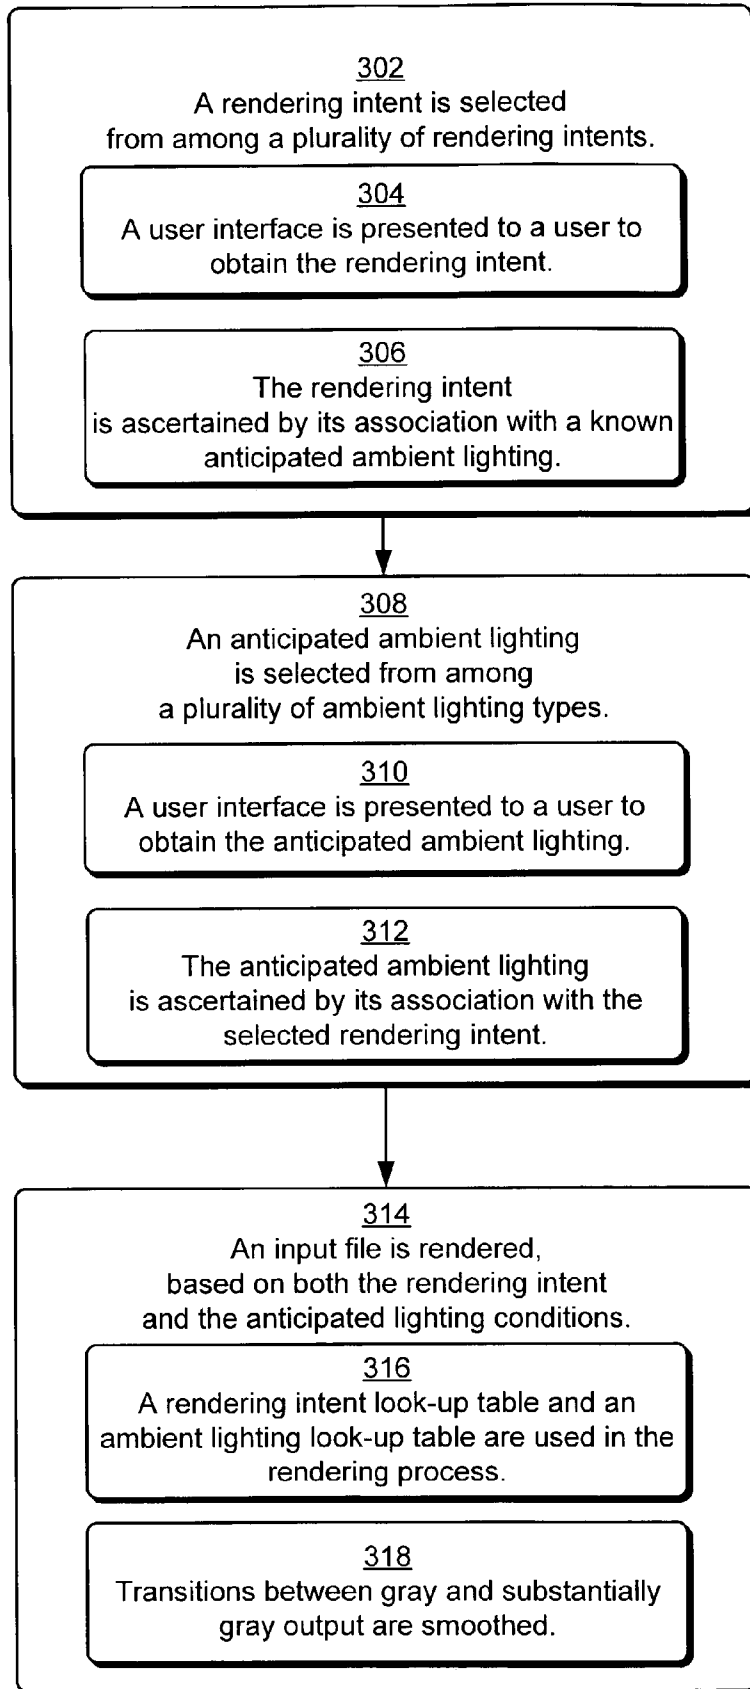 302
A rendering intent is selected
from among a plurality of rendering intents.
304
A user interface is presented to a user to
obtain the rendering intent.
306
The rendering intent
is ascertained by its association with a known
anticipated ambient lighting.
308
An anticipated ambient lighting
is selected from among
a plurality of ambient lighting types.
310
A user interface is presented to a user to
obtain the anticipated ambient lighting.
312
The anticipated ambient lighting
is ascertained by its association with the
selected rendering intent.
314
An input file is rendered,
based on both the rendering intent
and the anticipated lighting conditions.
316
A rendering intent look-up table and an
ambient lighting look-up table are used in the
rendering process.
318
Transitions between gray and substantially
gray output are smoothed.